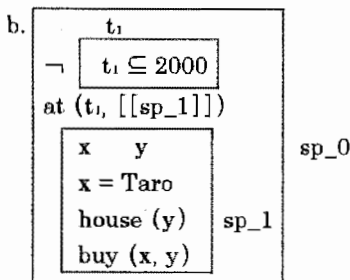 b. t₁
¬ t₁ ⊆ 2000
at (t₁, [[sp_1]])
x y
x = Taro sp_0
house (y) sp_1
buy (x, y)